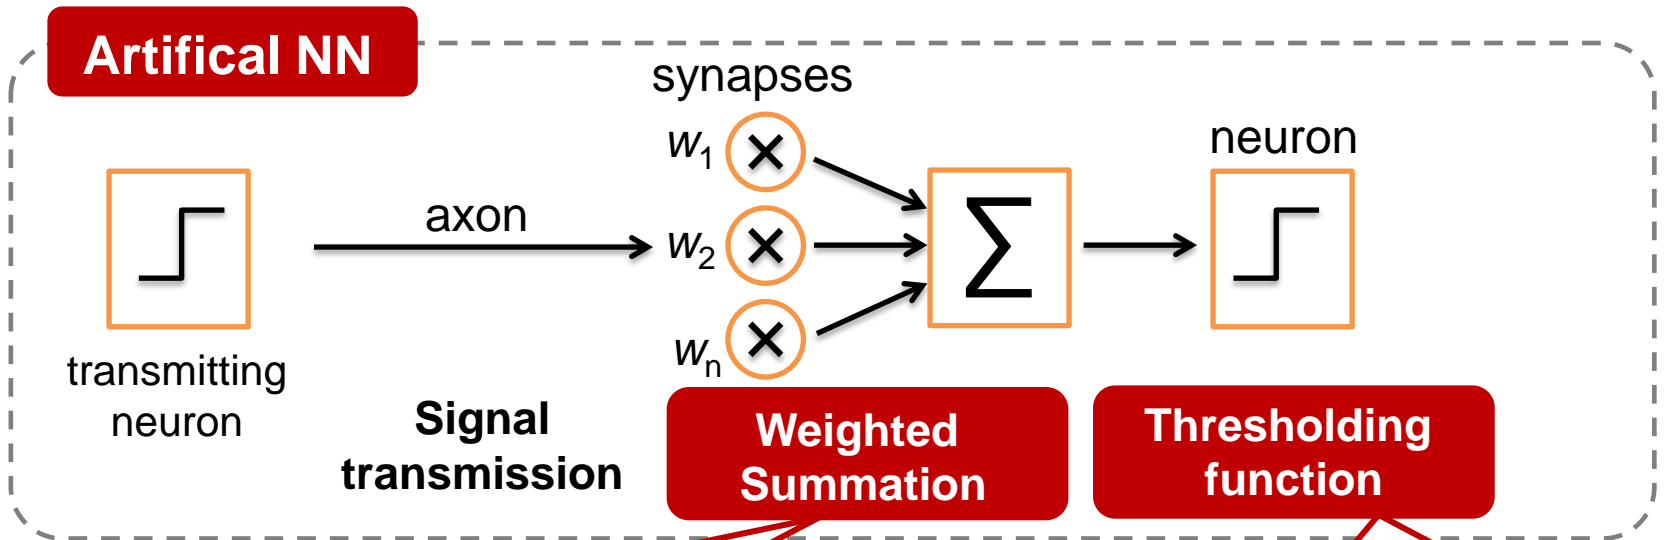 Artifical NN
synapses
w1
neuron
axon
w2
∑
wn
transmitting
neuron
Signal
transmission
Weighted
Summation
Thresholding
function